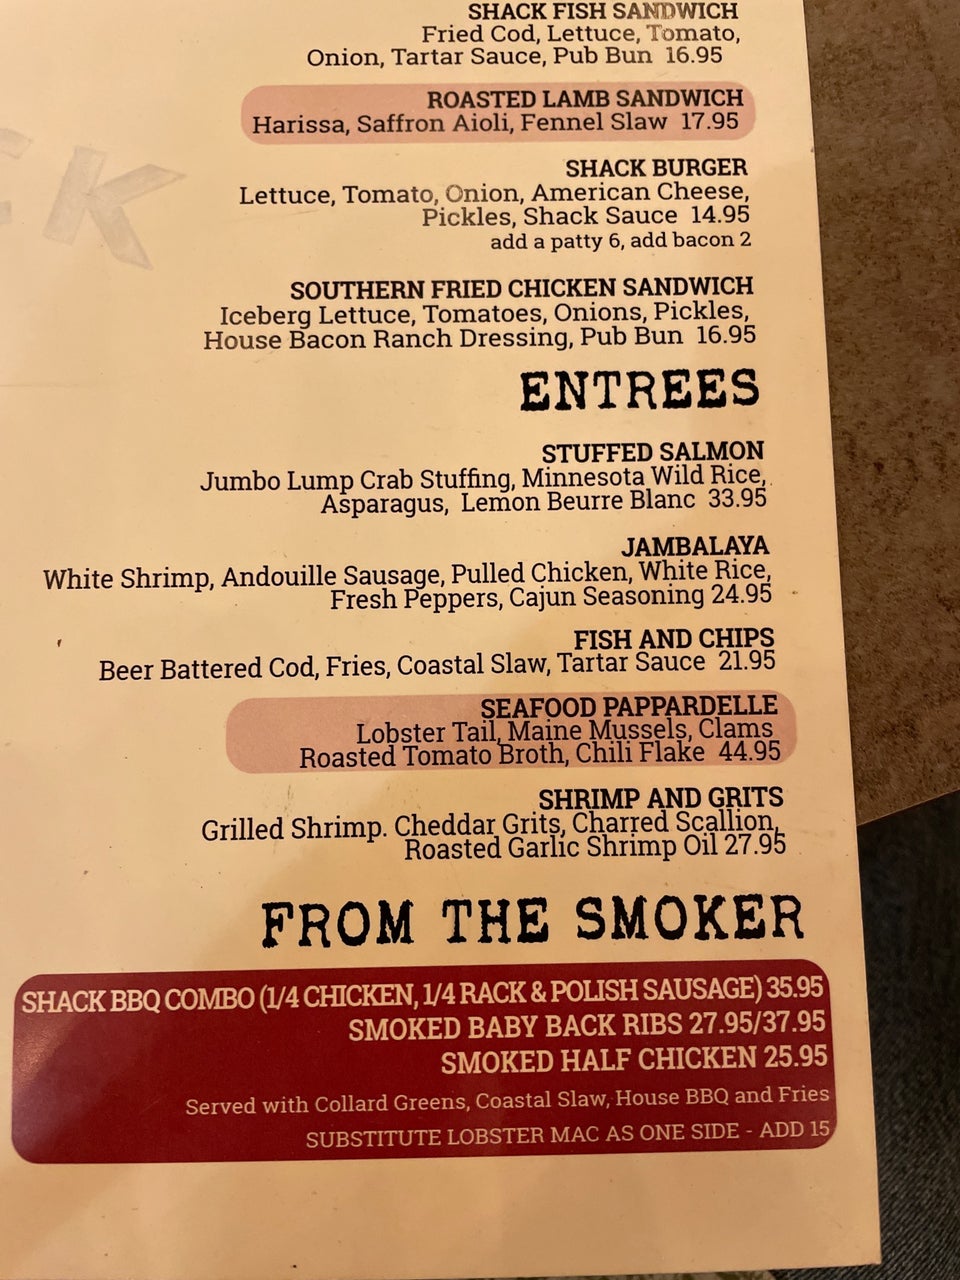 SHACK FISH SANDWICH
Fried Cod, Lettuce, Tomato,
Onion, Tartar Sauce, Pub Bun 16.95
ROASTED LAMB SANDWICH
Harissa, Saffron Aioli, Fennel Slaw 17.95
SHACK BURGER
Lettuce, Tomato, Onion, American Cheese,
Pickles, Shack Sauce 14.95
add a patty 6, add bacon 2
SOUTHERN FRIED CHICKEN SANDWICH
Iceberg Lettuce, Tomatoes, Onions, Pickles,
House Bacon Ranch Dressing, Pub Bun 16.95
ENTREES
STUFFED SALMON
Jumbo Lump Crab Stuffing, Minnesota Wild Rice,
Asparagus, Lemon Beurre Blanc 33.95
JAMBALAYA
White Shrimp, Andouille Sausage, Pulled Chicken, White Rice,
Fresh Peppers, Cajun Seasoning 24.95
FISH AND CHIPS
Beer Battered Cod, Fries, Coastal Slaw, Tartar Sauce 21.95
SEAFOOD PAPPARDELLE
Lobster Tail, Maine Mussels, Clams
Roasted Tomato Broth, Chili Flake 44.95
SHRIMP AND GRITS
Grilled Shrimp. Cheddar Grits, Charred Scallion,
Roasted Garlic Shrimp Oil 27.95
FROM THE SMOKER
SHACK BBQ COMBO (1/4 CHICKEN, 1/4 RACK & POLISH SAUSAGE) 35.95
SMOKED BABY BACK RIBS 27.95/37.95
SMOKED HALF CHICKEN 25.95
Served with Collard Greens, Coastal Slaw, House BBQ and Fries
SUBSTITUTE LOBSTER MAC AS ONE SIDE - ADD 15